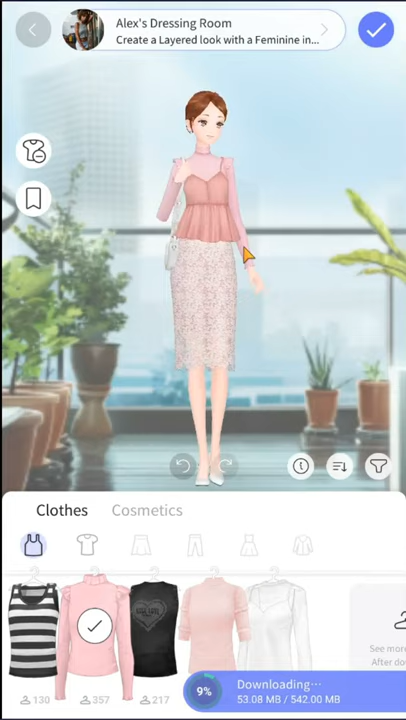 Alex's Dressing Room
Create a Layered look with a Feminine in...
Clothes
Cosmetics
130
357
217
See more
After do
9%
Downloading...
53.08 MB / 542.00 MB